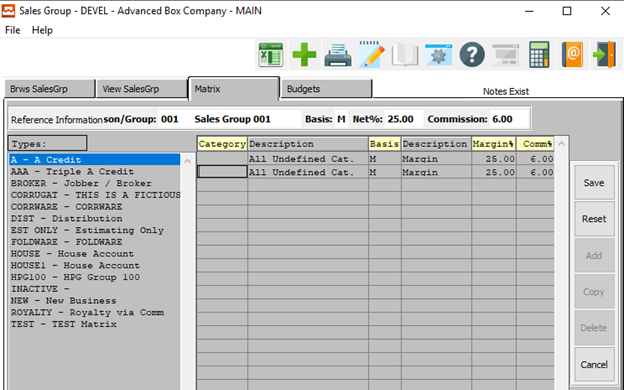 Sales Group - DEVEL - Advanced Box Company - MAIN
File Help
Brws SalesGrp View SalesGrp Matrix Budgets Notes Exist
Reference Information son/Group: 001 Sales Group 001 Basis: M Net%: 25.00 Commission: 6.00
Types:
A - A Credit
AAA - Triple A Credit
BROKER - Jobber / Broker
CORRUGAT - THIS IS A FICTIOUS
CORRWARE - CORRWARE
DIST - Distribution
EST ONLY - Estimating Only
FOLDWARE - FOLDWARE
HOUSE - House Account
HOUSE1 - House Account
HPG100 - HPG Group 100
INACTIVE -
NEW - New Business
ROYALTY - Royalty via Comm
TEST - TEST Matrix
Category Description Basis Description Margin% Comm%
All Undefined Cat. M Margin 25.00 6.00
All Undefined Cat. M Margin 25.00 6.00
Save
Reset
Add
Copy
Delete
Cancel